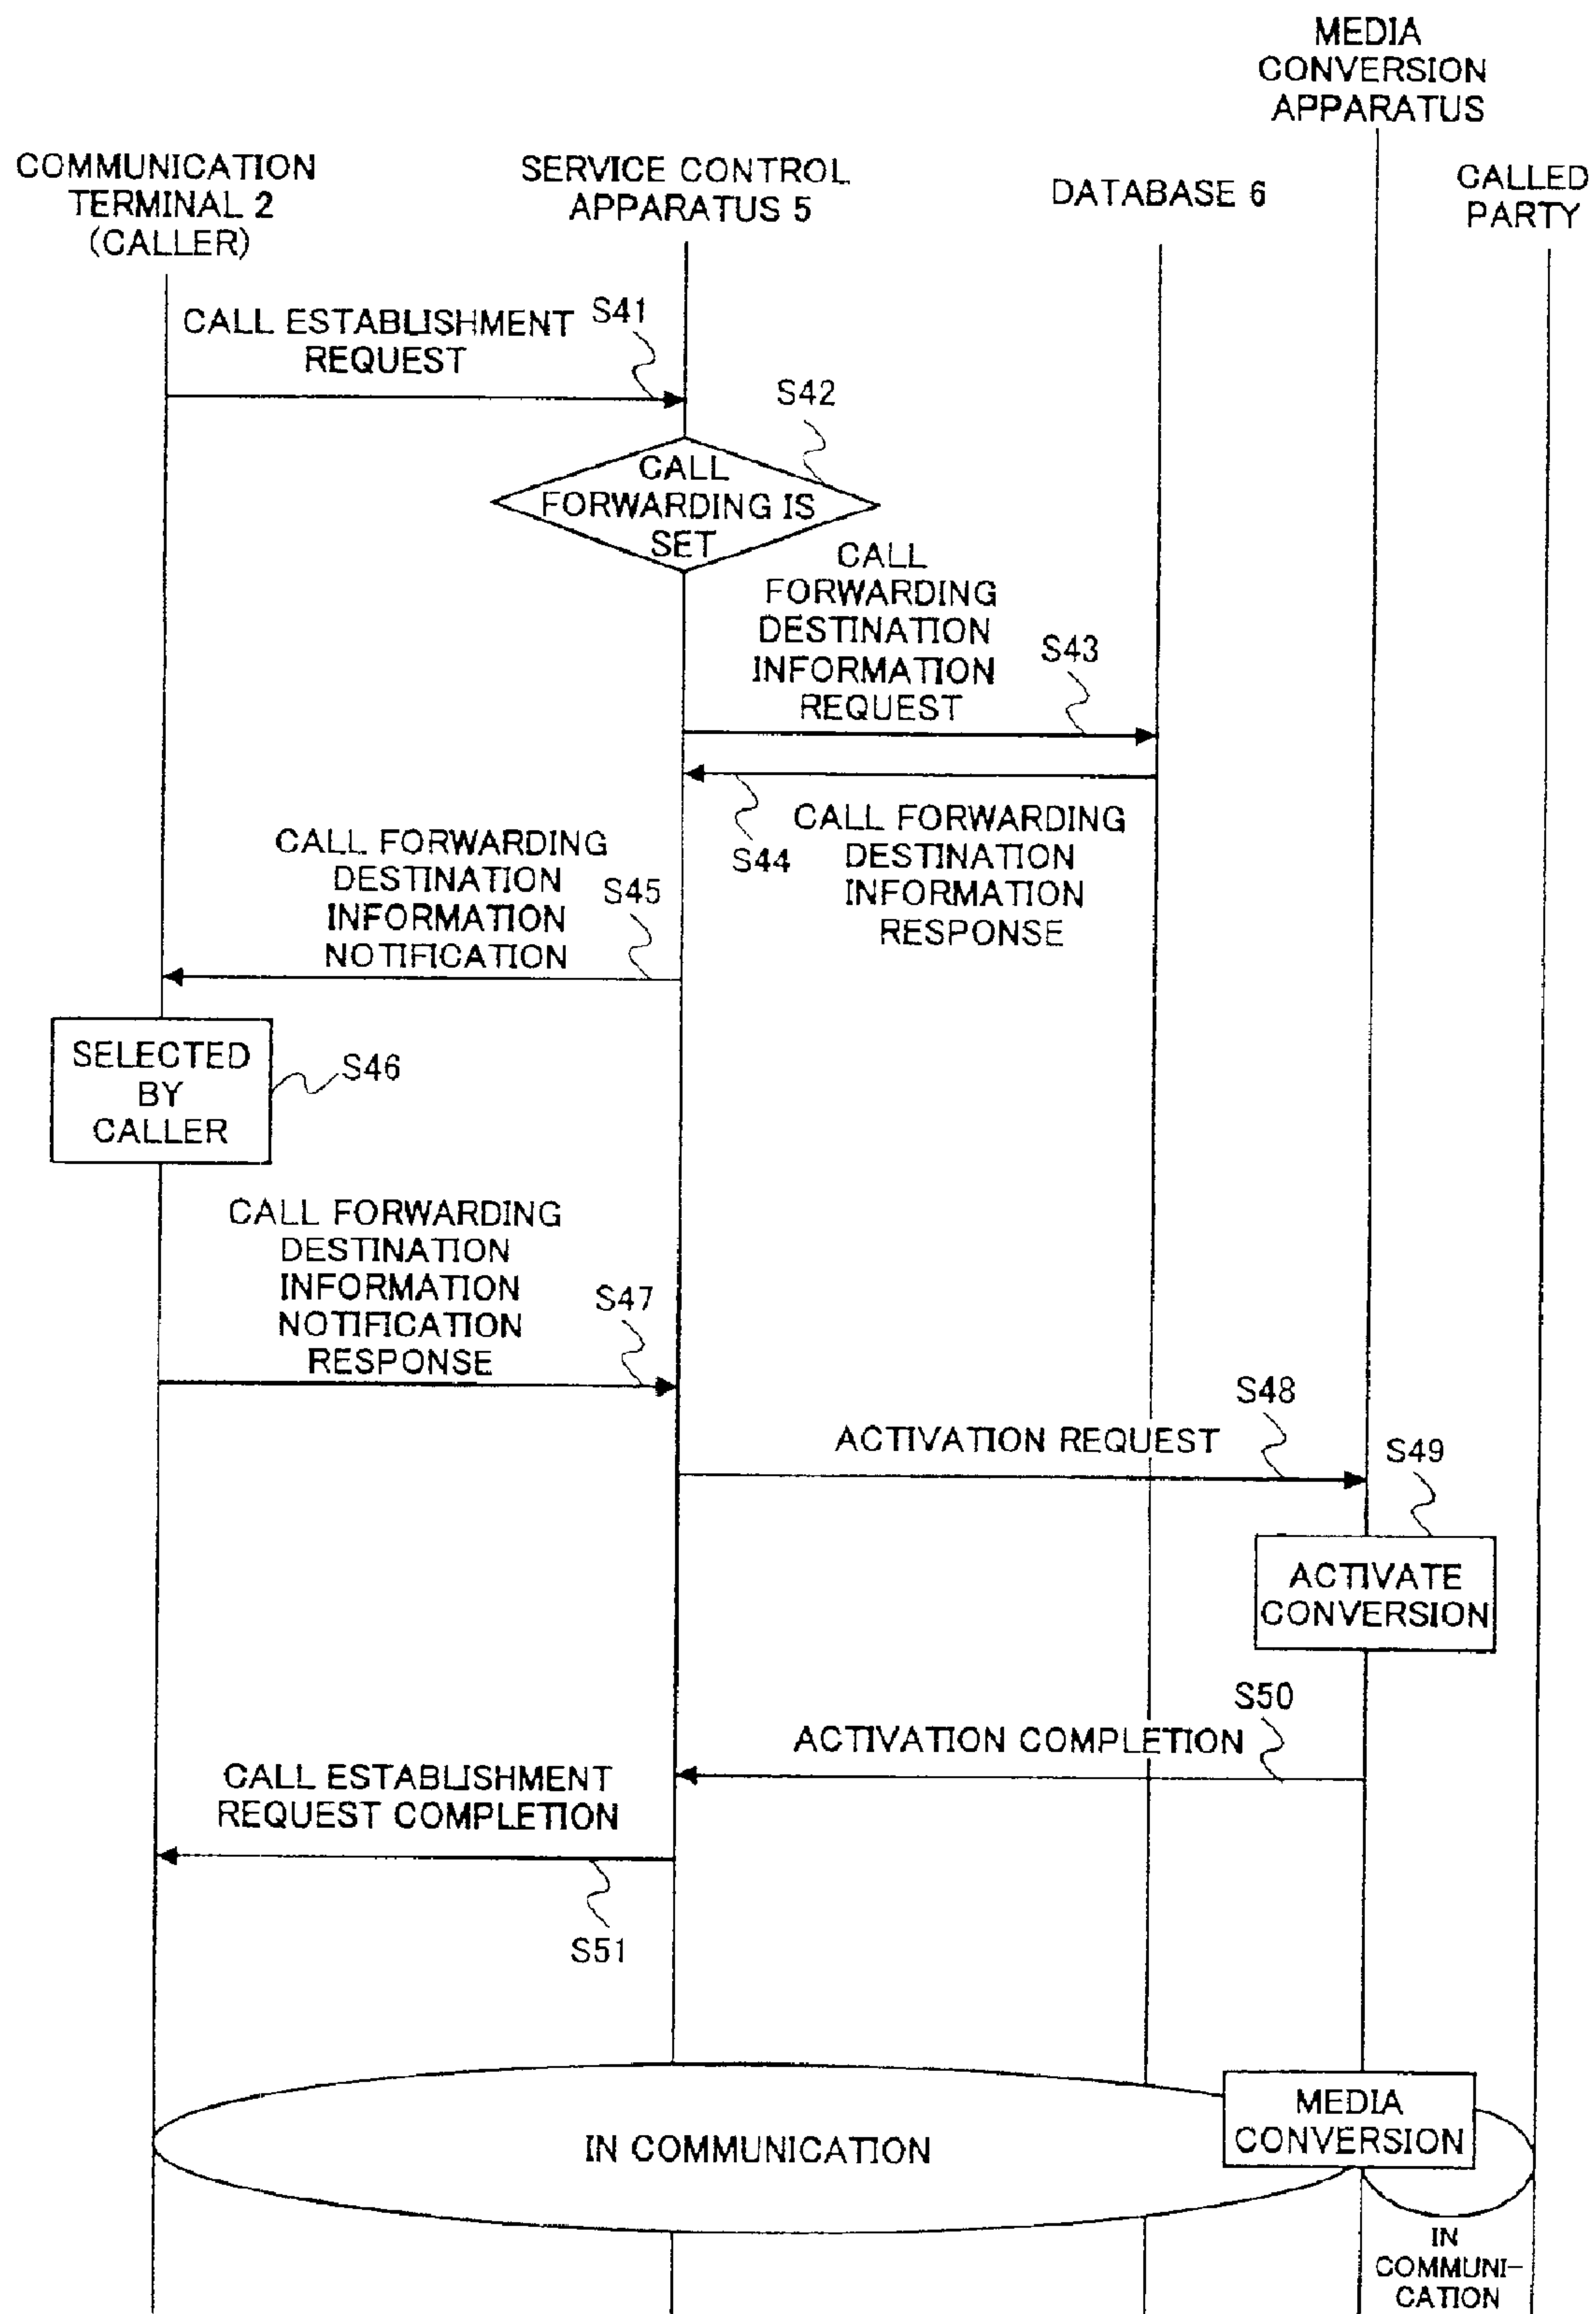 MEDIA
CONVERSION
APPARATUS
COMMUNICATION
TERMINAL 2
(CALLER)
SERVICE CONTROL
APPARATUS 5
DATABASE 6
CALLED
PARTY
CALL ESTABLISHMENT
REQUEST
S41
S42
CALL
FORWARDING IS
SET
CALL
FORWARDING
DESTINATION
INFORMATION
REQUEST
S43
S44
CALL FORWARDING
DESTINATION
INFORMATION
RESPONSE
CALL FORWARDING
DESTINATION
INFORMATION
NOTIFICATION
S45
SELECTED
BY
CALLER
S46
CALL FORWARDING
DESTINATION
INFORMATION
NOTIFICATION
RESPONSE
S47
ACTIVATION REQUEST
S48
S49
ACTIVATE
CONVERSION
S50
ACTIVATION COMPLETION
CALL ESTABLISHMENT
REQUEST COMPLETION
S51
IN COMMUNICATION
MEDIA
CONVERSION
IN
COMMUNI-
CATION